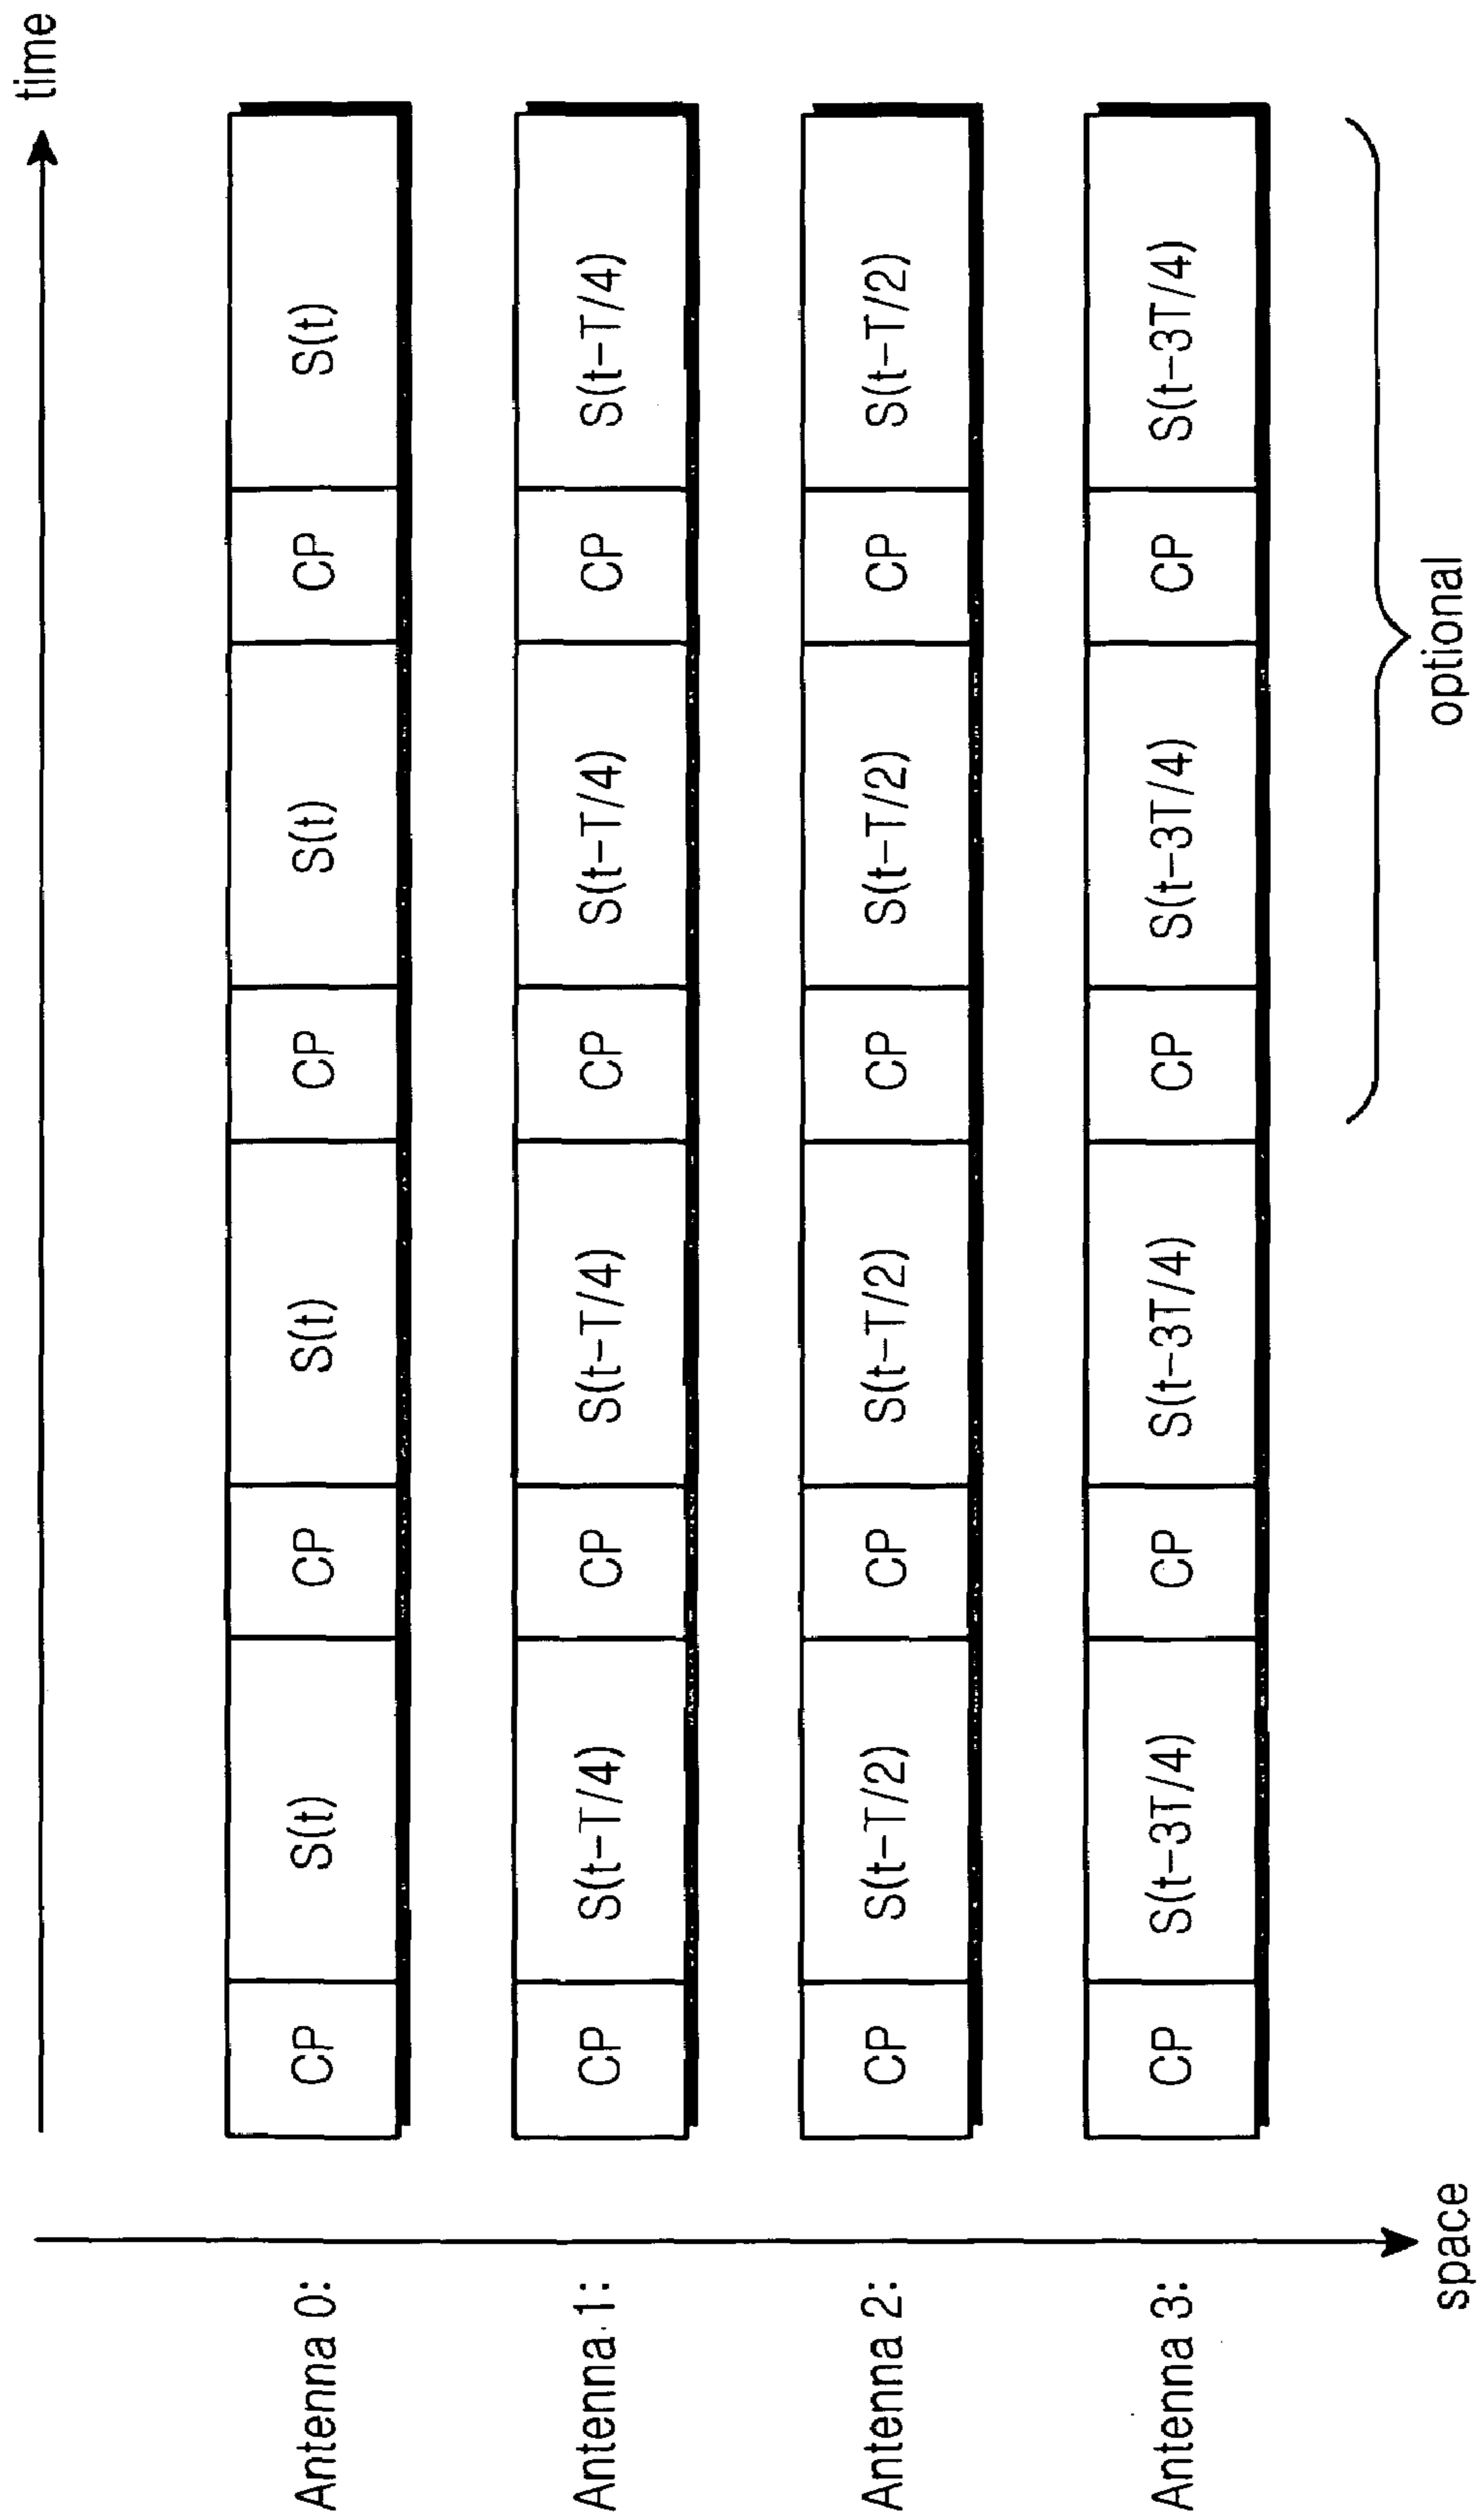 time
Antenna 0: CP S(t) CP S(t) CP S(t) CP S(t)
Antenna 1: CP S(t-T/4) CP S(t-T/4) CP S(t-T/4) CP S(t-T/4)
Antenna 2: CP S(t-T/2) CP S(t-T/2) CP S(t-T/2) CP S(t-T/2)
Antenna 3: CP S(t-3T/4) CP S(t-3T/4) CP S(t-3T/4) CP S(t-3T/4)
space
optional